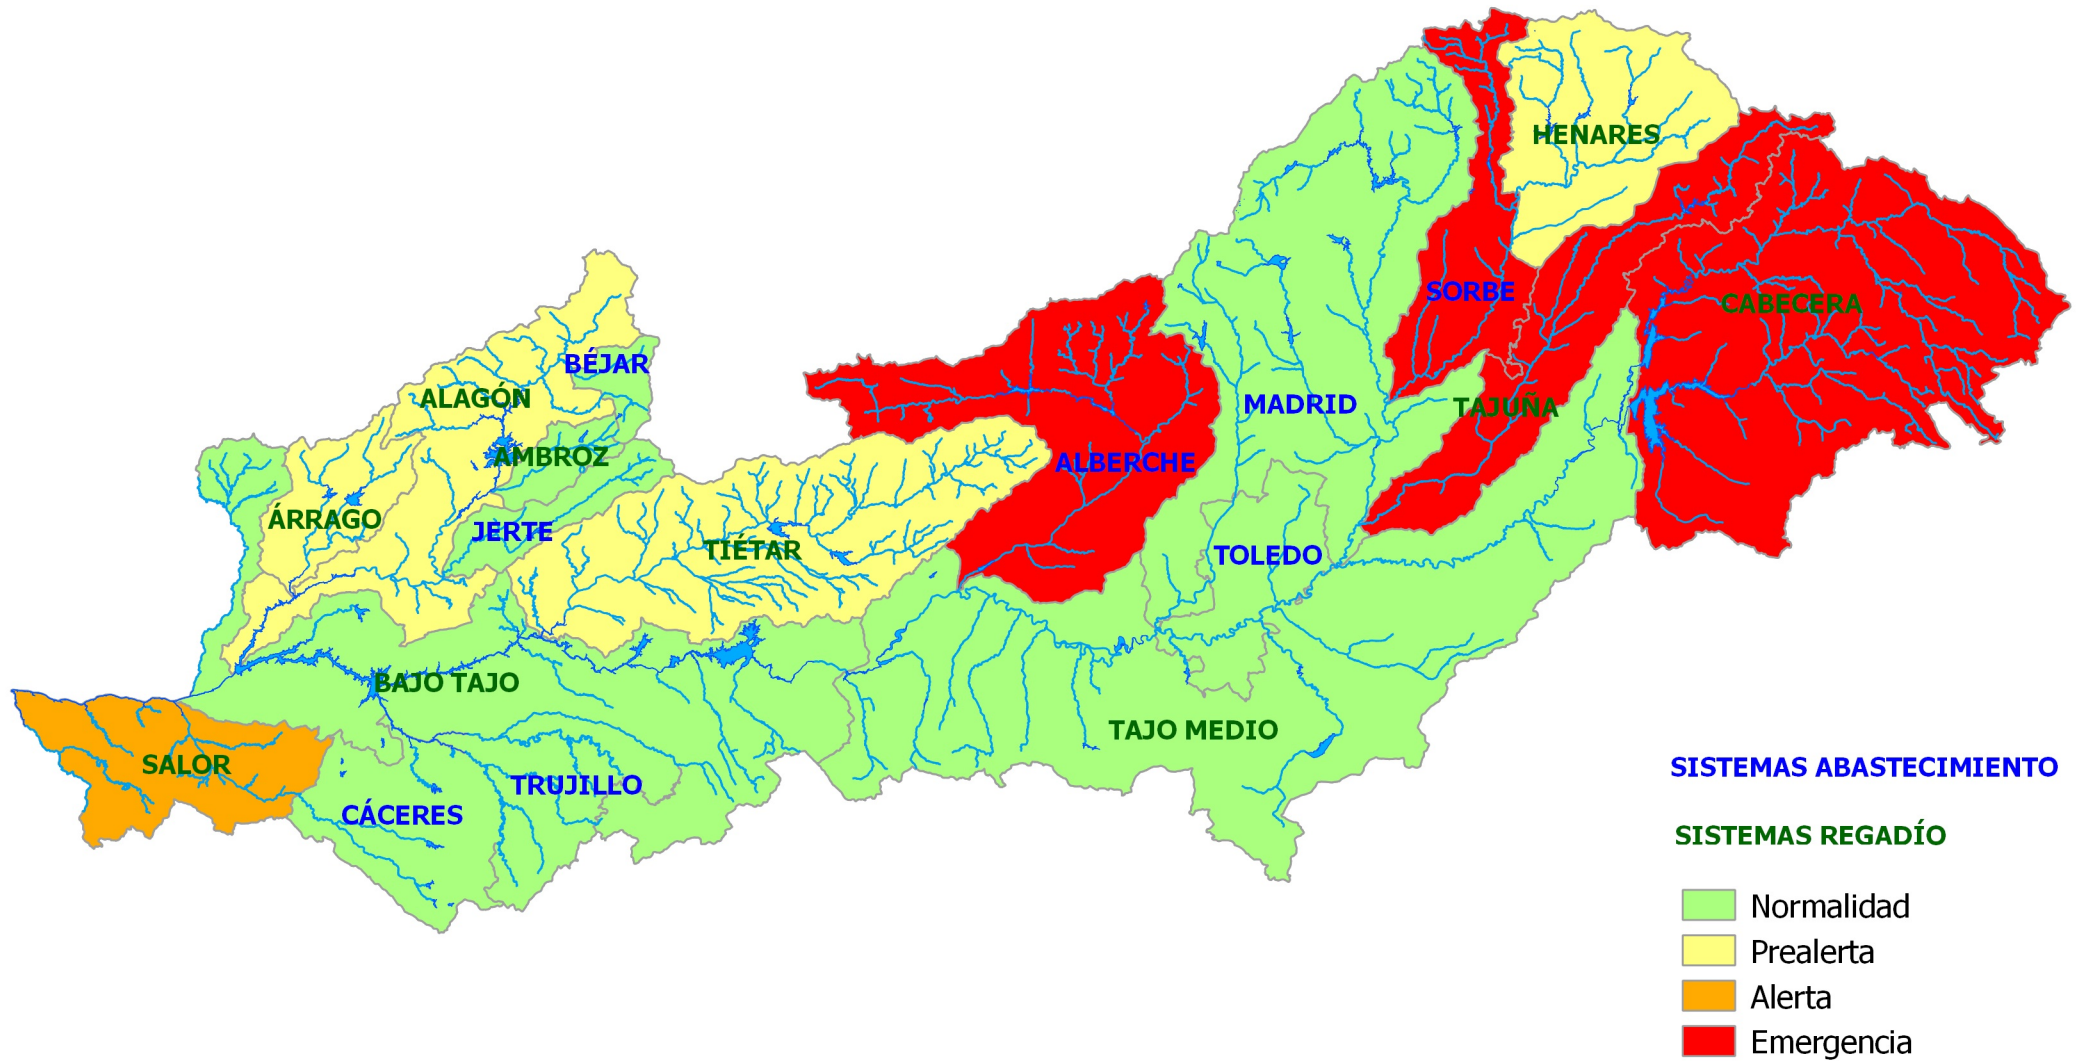 HENARES
SORBE
CABECERA
BÉJAR
ALAGÓN
MADRID
TAJUÑA
AMBROZ
ALBERCHE
ÁRRAGO
JERTE
TIÉTAR
TOLEDO
BAJO TAJO
TAJO MEDIO
SALOR
TRUJILLO
CÁCERES
SISTEMAS ABASTECIMIENTO
SISTEMAS REGADÍO
Normalidad
Prealerta
Alerta
Emergencia